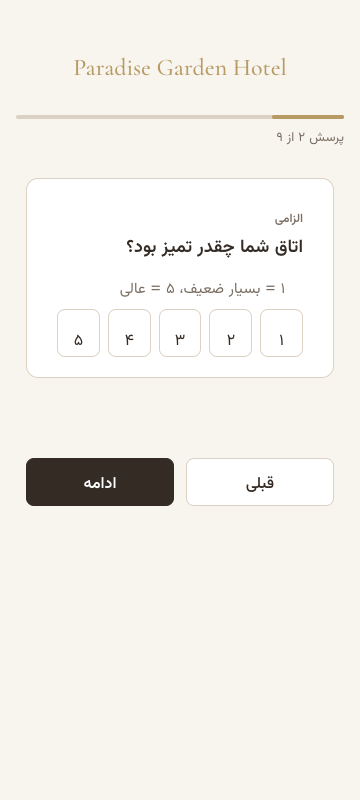 Paradise Garden Hotel
پرسش ۲ از ۹
الزامی
اتاق شما چقدر تمیز بود؟
۱ = بسیار ضعیف، ۵ = عالی
۱ ۲ ۳ ۴ ۵
قبلی ادامه